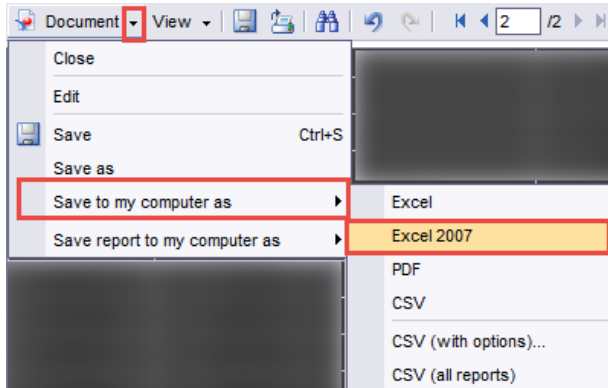 Document View 2 /2
Close
Edit
Save Ctrl+S
Save as
Save to my computer as
Save report to my computer as
Excel
Excel 2007
PDF
CSV
CSV (with options)...
CSV (all reports)